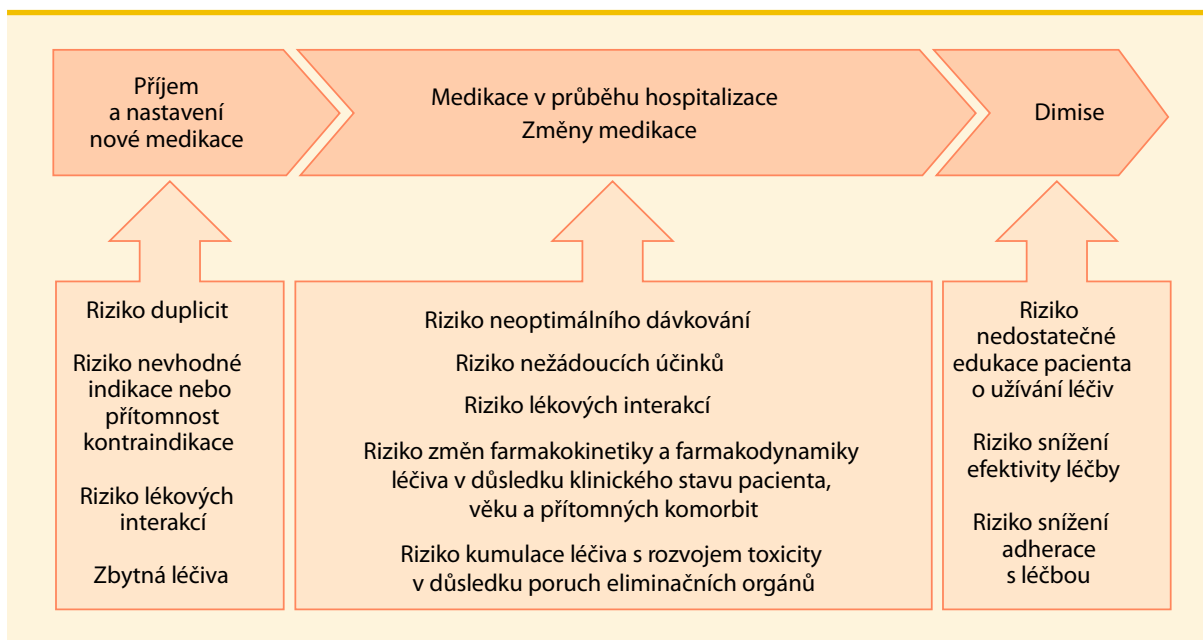 Příjem
a nastavení
nové medikace
Medikace v průběhu hospitalizace
Změny medikace
Dimise
Riziko duplicit
Riziko nevhodné
indikace nebo
přítomnost
kontraindikace
Riziko lékových
interakcí
Zbytná léčiva
Riziko neoptimálního dávkování
Riziko nežádoucích účinků
Riziko lékových interakcí
Riziko změn farmakokinetiky a farmakodynamiky
léčiva v důsledku klinického stavu pacienta,
věku a přítomných komorbit
Riziko kumulace léčiva s rozvojem toxicity
v důsledku poruch eliminačních orgánů
Riziko
nedostatečné
edukace pacienta
o užívání léčiv
Riziko snížení
efektivity léčby
Riziko snížení
adherace
s léčbou